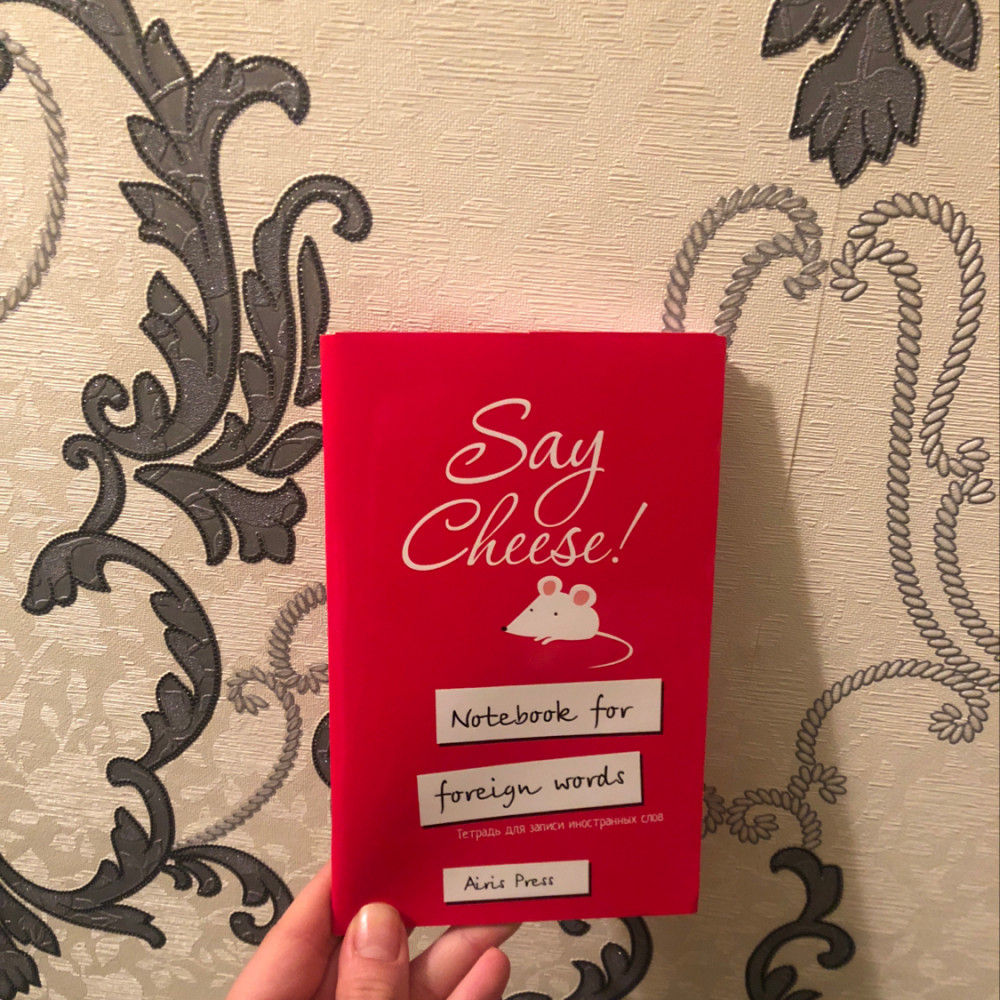 Say
Cheese!
Notebook for
foreign words
Тетрадь для записи иностранных слов
Airis Press